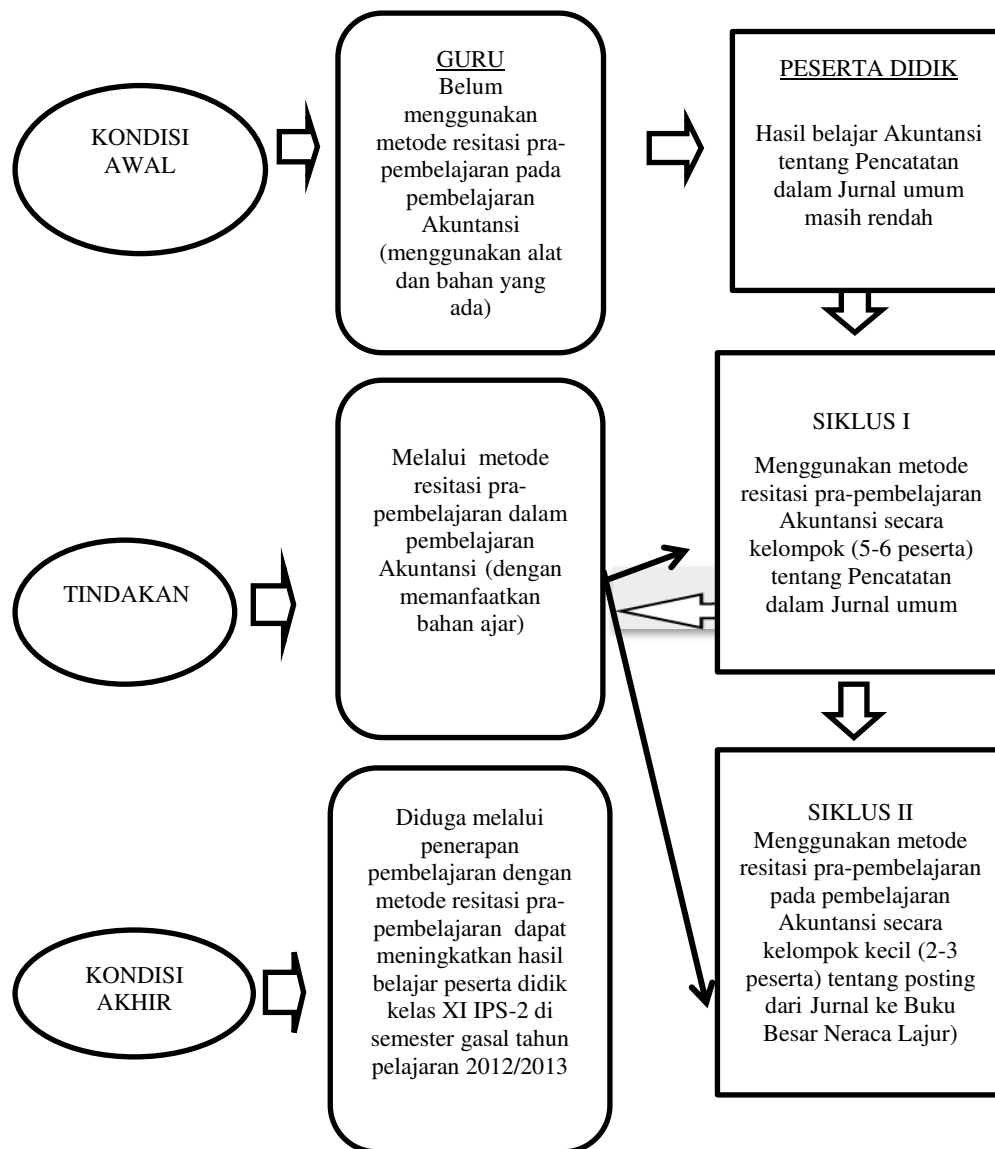 KONDISI
AWAL
GURU
Belum
menggunakan
metode resitasi pra-
pembelajaran pada
pembelajaran
Akuntansi
(menggunakan alat
dan bahan yang
ada)
PESERTA DIDIK
Hasil belajar Akuntansi
tentang Pencatatan
dalam Jurnal umum
masih rendah
TINDAKAN
Melalui metode
resitasi pra-
pembelajaran dalam
pembelajaran
Akuntansi (dengan
memanfaatkan
bahan ajar)
SIKLUS I
Menggunakan metode
resitasi pra-pembelajaran
Akuntansi secara
kelompok (5-6 peserta)
tentang Pencatatan
dalam Jurnal umum
SIKLUS II
Menggunakan metode
resitasi pra-pembelajaran
pada pembelajaran
Akuntansi secara
kelompok kecil (2-3
peserta) tentang posting
dari Jurnal ke Buku
Besar Neraca Lajur)
KONDISI
AKHIR
Diduga melalui
penerapan
pembelajaran dengan
metode resitasi pra-
pembelajaran dapat
meningkatkan hasil
belajar peserta didik
kelas XI IPS-2 di
semester gasal tahun
pelajaran 2012/2013